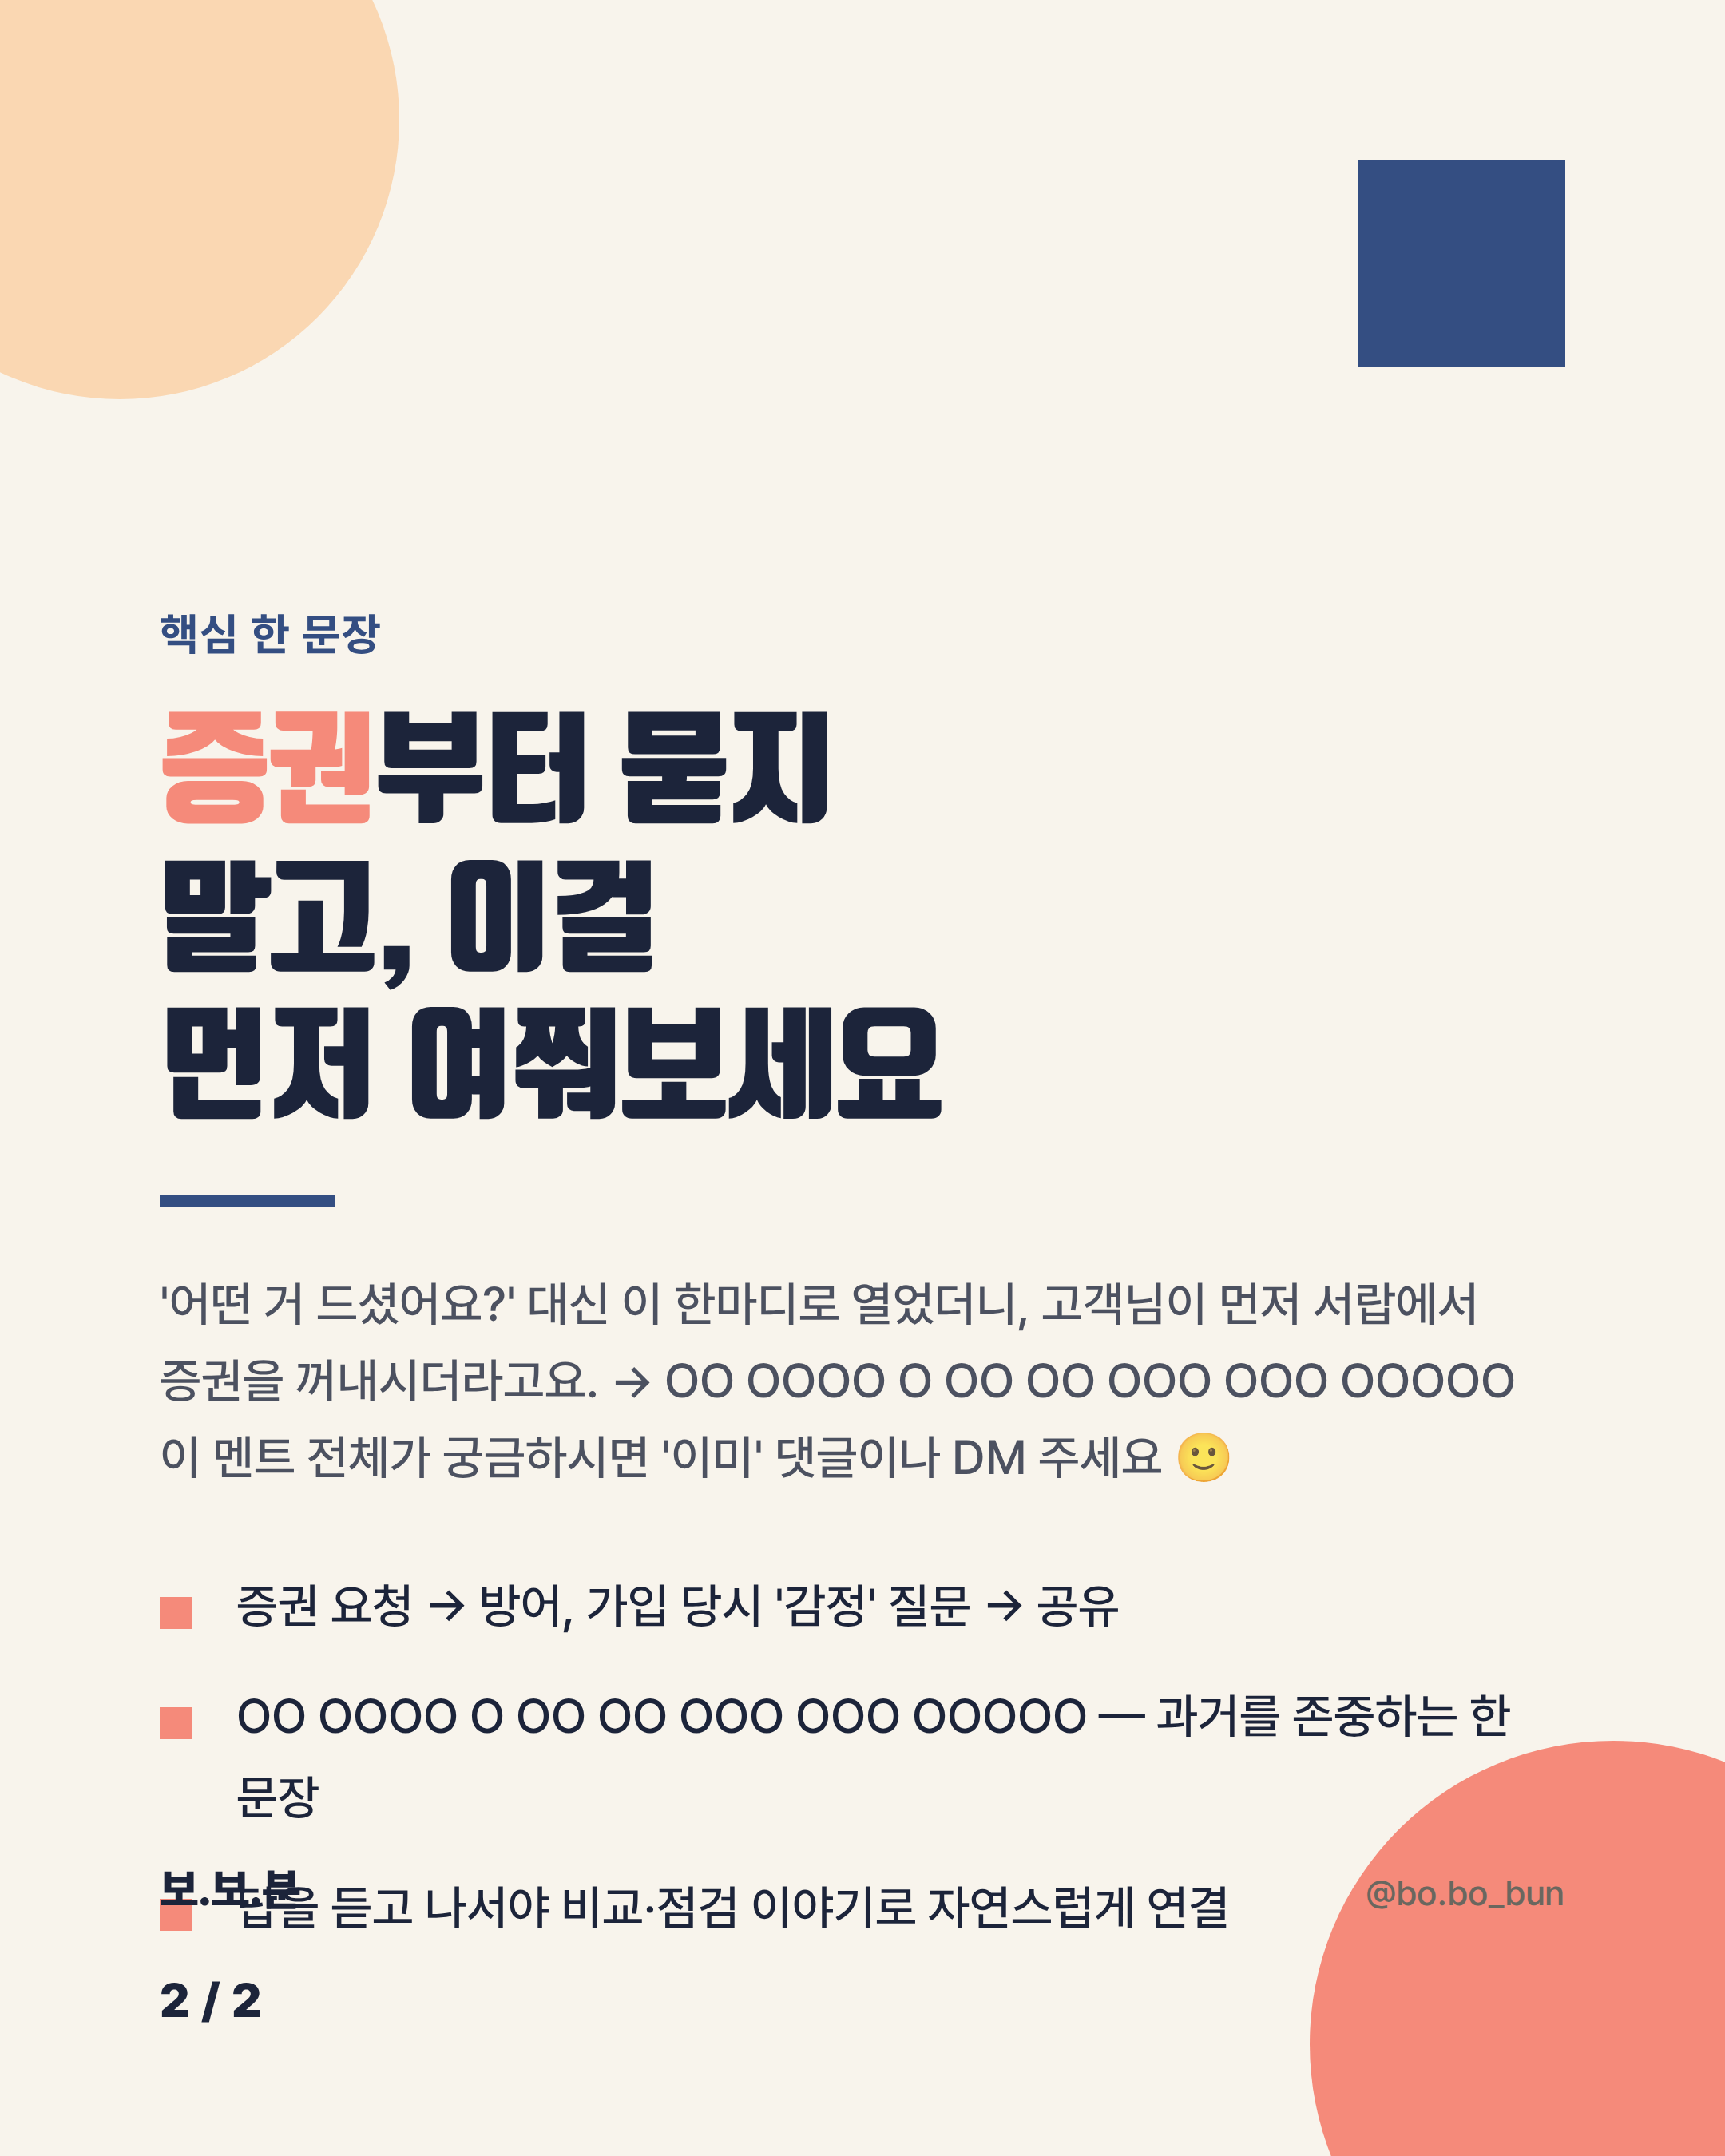 핵심 한 문장
증권부터 묻지
말고, 이걸
먼저 여쭤보세요
'어떤 거 드셨어요?' 대신 이 한마디로 열었더니, 고객님이 먼저 서랍에서
증권을 꺼내시더라고요. → OO OOOO O OO OO OOO OOO OOOOO
이 멘트 전체가 궁금하시면 '이미' 댓글이나 DM 주세요 🙂
증권 요청 → 방어, 가입 당시 '감정' 질문 → 공유
OO OOOO O OO OO OOO OOO OOOOO — 과거를 존중하는 한
문장
보.보.분
답을 듣고 나서야 비교·점검 이야기로 자연스럽게 연결
@bo.bo_bun
2 / 2